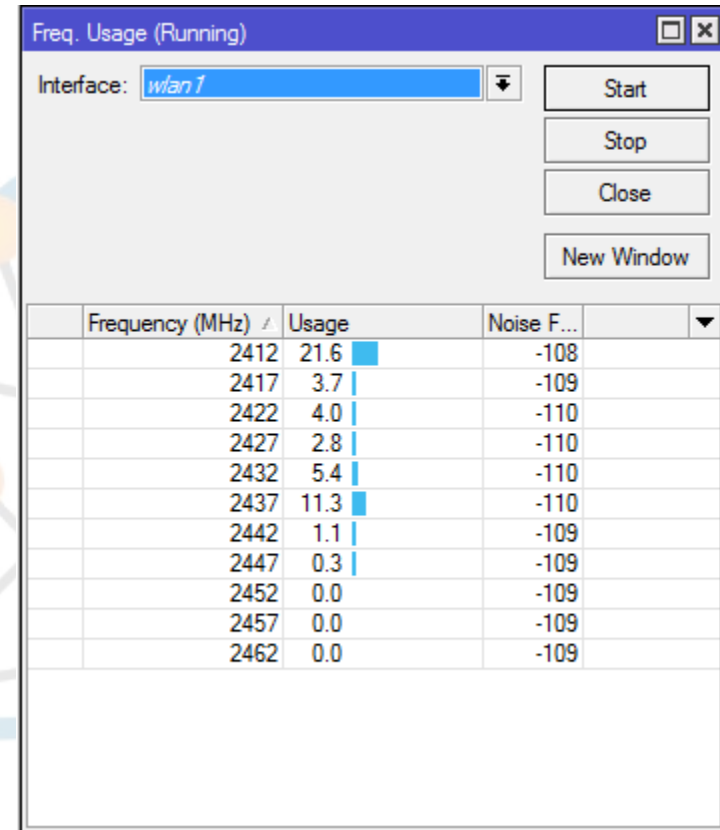 Freq. Usage (Running)
Interface: wlan1
Start
Stop
Close
New Window
Frequency (MHz) Usage Noise F...
2412 21.6 -108
2417 3.7 -109
2422 4.0 -110
2427 2.8 -110
2432 5.4 -110
2437 11.3 -110
2442 1.1 -109
2447 0.3 -109
2452 0.0 -109
2457 0.0 -109
2462 0.0 -109